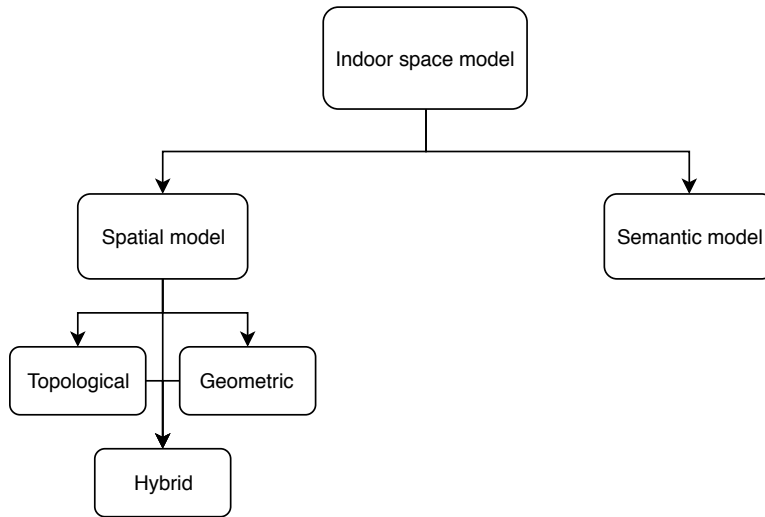 Indoor space model
Spatial model
Semantic model
Topological
Geometric
Hybrid